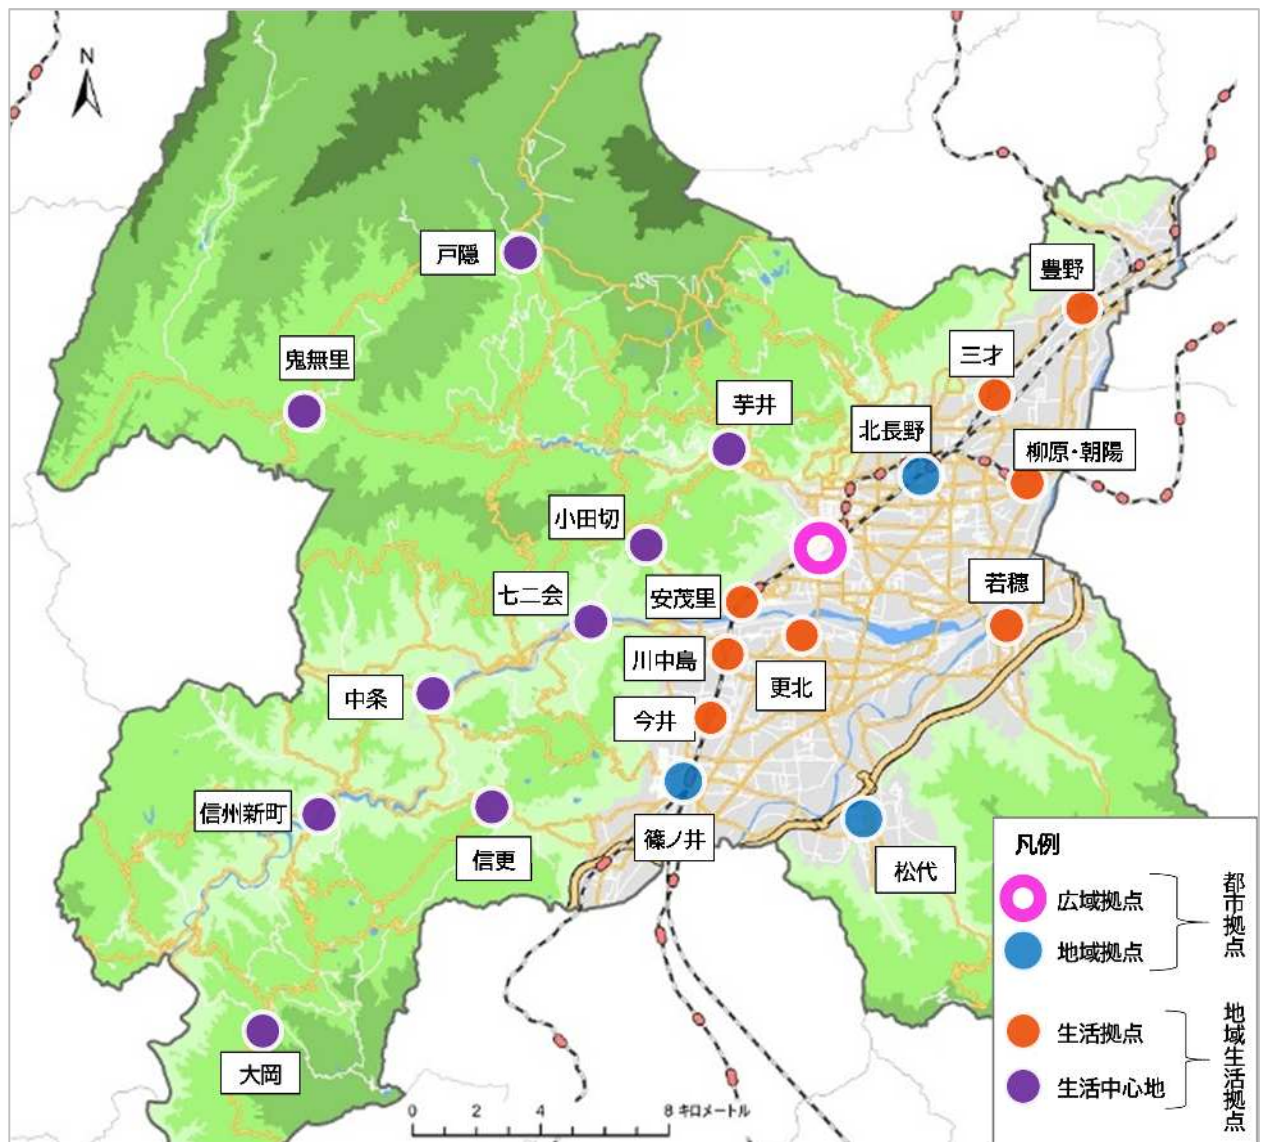 N
戸隠
豊野
三才
鬼無里
芋井
北長野
柳原・朝陽
小田切
七二会
安茂里
若穂
川中島
更北
中条
今井
信州新町
信更
篠ノ井
松代
大岡
凡例
広域拠点
地域拠点
都市拠点
生活拠点
生活中心地
地域生活拠点
0 2 4 8 キロメートル